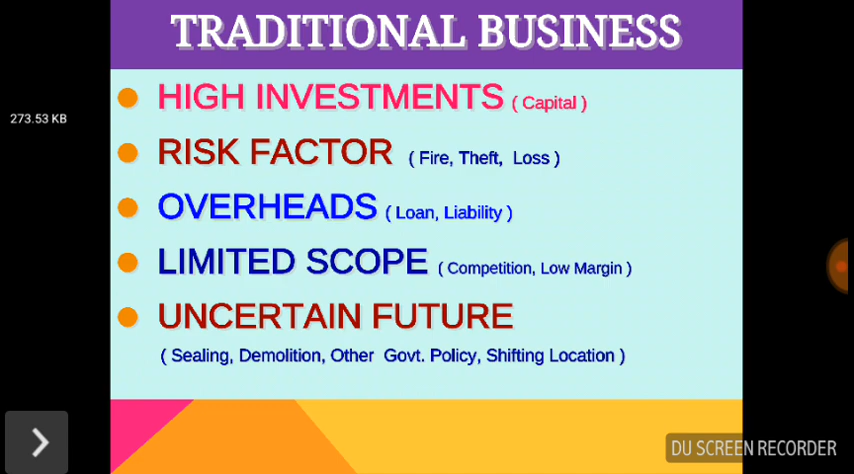 TRADITIONAL BUSINESS
HIGH INVESTMENTS ( Capital )
273.53 KB
RISK FACTOR ( Fire, Theft, Loss )
OVERHEADS ( Loan, Liability )
LIMITED SCOPE ( Competition, Low Margin )
UNCERTAIN FUTURE
( Sealing, Demolition, Other Govt. Policy, Shifting Location )
DU SCREEN RECORDER